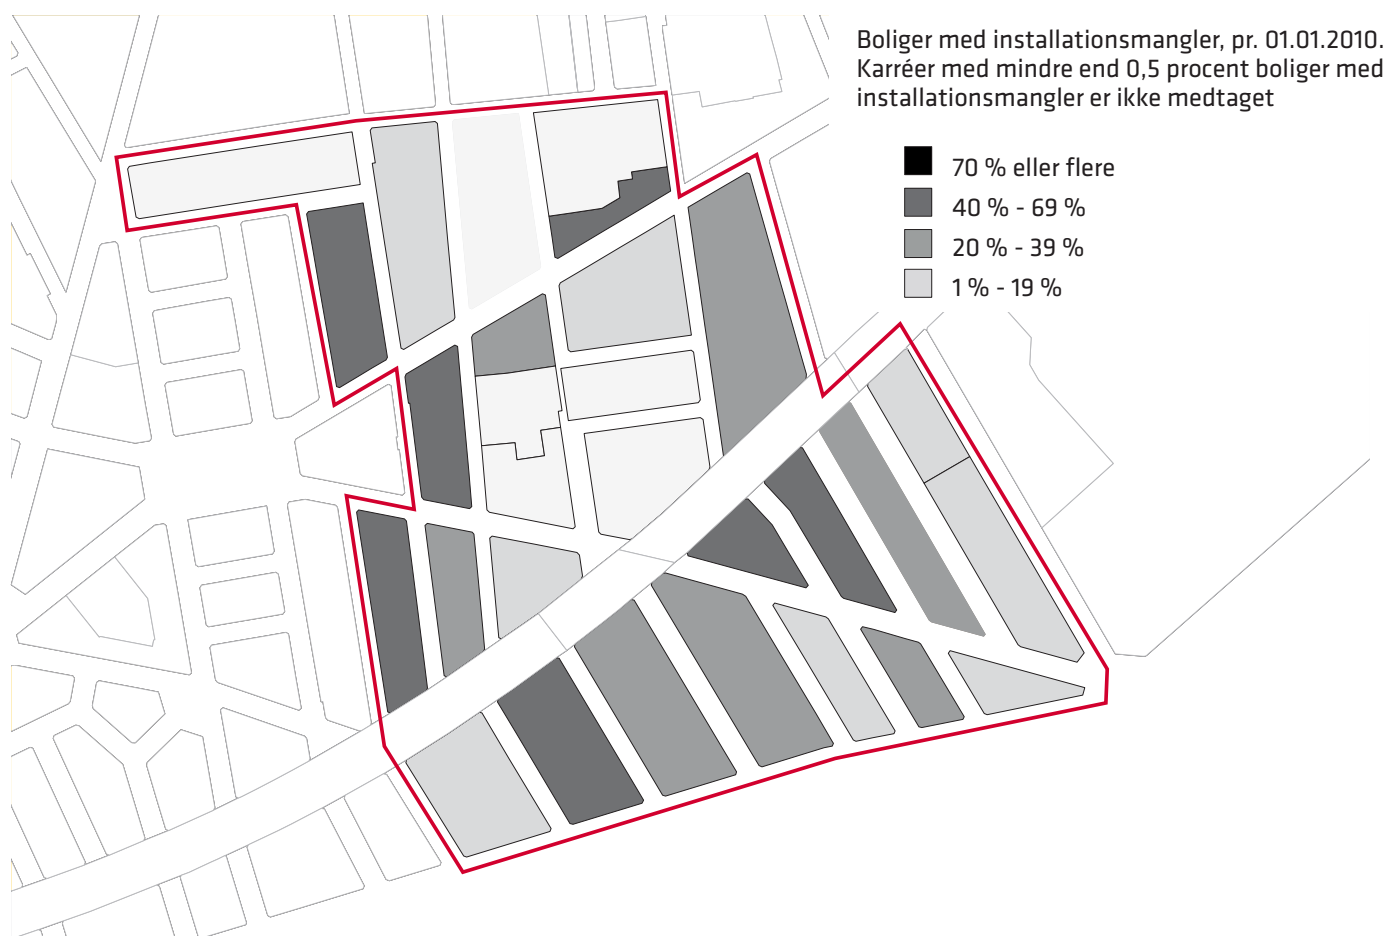 Boliger med installationsmangler, pr. 01.01.2010.
Karréer med mindre end 0,5 procent boliger med
installationsmangler er ikke medtaget
70 % eller flere
40 % - 69 %
20 % - 39 %
1 % - 19 %